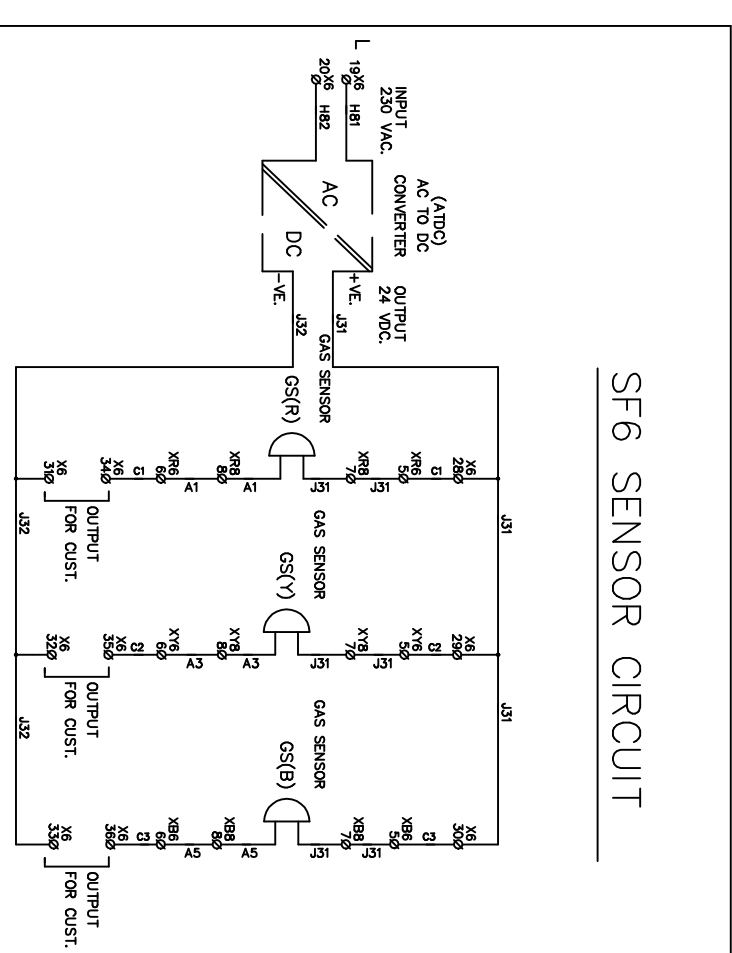 SF6 SENSOR CIRCUIT
L
19 X6
20 X6
H81
H82
INPUT
230 VAC.
(ATDC)
AC TO DC
CONVERTER
AC
DC
OUTPUT
24 VDC.
+VE.
-VE.
J31
J32
J31
J31
X6
28
C1
XR6
5
J31
XR8
7
J31
GAS SENSOR
GS(R)
XR8
8
A1
A1
XR6
6
C1
X6
34
X6
31
OUTPUT
FOR CUST.
X6
29
C2
XY6
5
J31
XY8
7
J31
GAS SENSOR
GS(Y)
XY8
8
A3
A3
XY6
6
C2
X6
35
X6
32
OUTPUT
FOR CUST.
X6
30
C3
XB6
5
J31
XB8
7
J31
GAS SENSOR
GS(B)
XB8
8
A5
A5
XB6
6
C3
X6
36
X6
33
OUTPUT
FOR CUST.
J32
J32